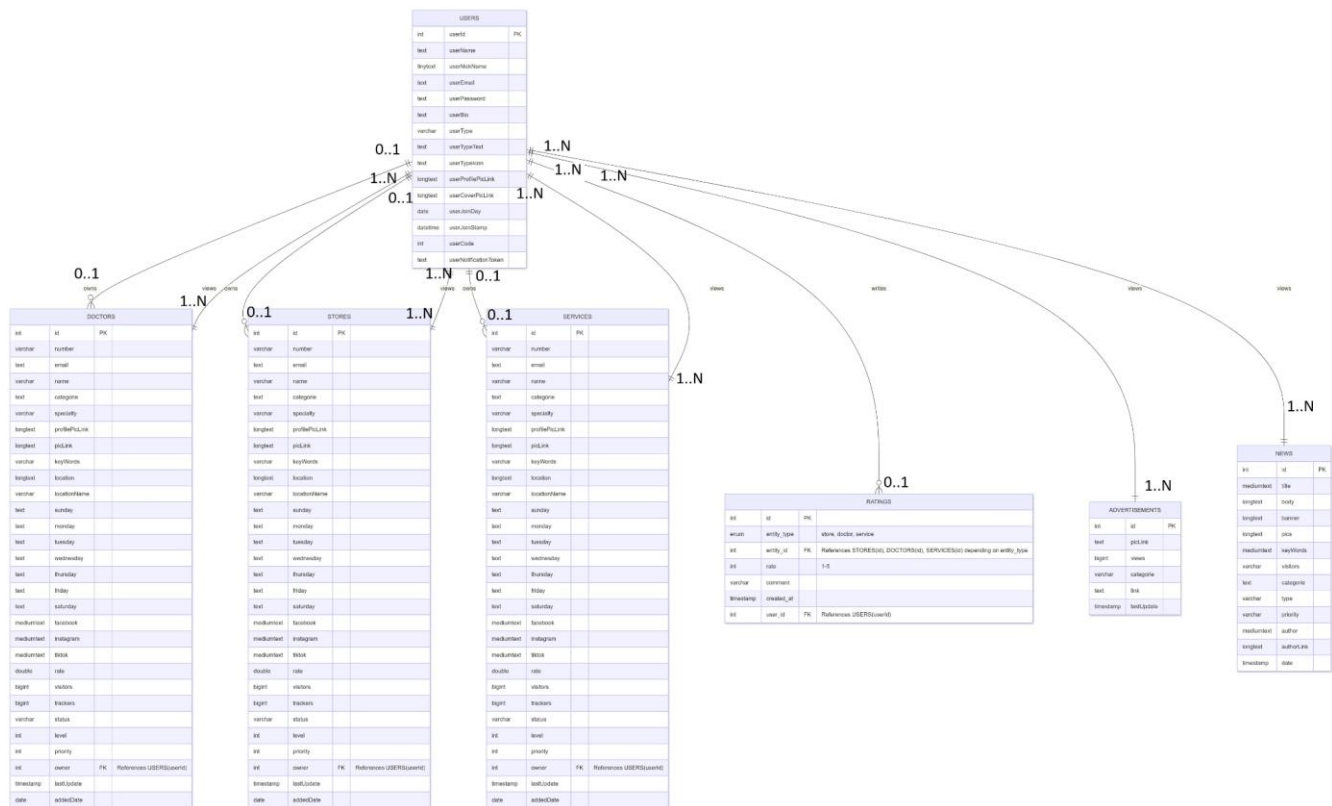 USERS
int userId PK
text userName
tinytext userNickName
text userEmail
text userPassword
text userBio
varchar userType
text userTypeText
text userTypeIcon
longtext userProfilePicLink
longtext userCoverPicLink
date userJoinDay
datetime userJoinStamp
int userCode
text userNotificationToken
0..1
1..N
0..1
1..N
1..N
1..N
1..N
0..1
0..1
owns
1..N
views
owns
0..1
1..N
views
owns
0..1
views
1..N
writes
0..1
views
1..N
views
1..N
DOCTORS
int id PK
varchar number
text email
varchar name
text categorie
varchar specialty
longtext profilePicLink
longtext picLink
varchar keyWords
longtext location
varchar locationName
text sunday
text monday
text tuesday
text wednesday
text thursday
text friday
text saturday
mediumtext facebook
mediumtext instagram
mediumtext tiktok
double rate
bigint visitors
bigint trackers
varchar status
int level
int priority
int owner FK References USERS(userId)
timestamp lastUpdate
date addedDate
STORES
int id PK
varchar number
text email
varchar name
text categorie
varchar specialty
longtext profilePicLink
longtext picLink
varchar keyWords
longtext location
varchar locationName
text sunday
text monday
text tuesday
text wednesday
text thursday
text friday
text saturday
mediumtext facebook
mediumtext instagram
mediumtext tiktok
double rate
bigint visitors
bigint trackers
varchar status
int level
int priority
int owner FK References USERS(userId)
timestamp lastUpdate
date addedDate
SERVICES
int id PK
varchar number
text email
varchar name
text categorie
varchar specialty
longtext profilePicLink
longtext picLink
varchar keyWords
longtext location
varchar locationName
text sunday
text monday
text tuesday
text wednesday
text thursday
text friday
text saturday
mediumtext facebook
mediumtext instagram
mediumtext tiktok
double rate
bigint visitors
bigint trackers
varchar status
int level
int priority
int owner FK References USERS(userId)
timestamp lastUpdate
date addedDate
RATINGS
int id PK
enum entity_type store, doctor, service
int entity_id FK References STORES(id), DOCTORS(id), SERVICES(id) depending on entity_type
int rate 1-5
varchar comment
timestamp created_at
int user_id FK References USERS(userId)
ADVERTISEMENTS
int id PK
text picLink
bigint views
varchar categorie
text link
timestamp lastUpdate
NEWS
int id PK
mediumtext title
longtext body
longtext banner
longtext pics
mediumtext keyWords
varchar visitors
text categorie
varchar type
varchar priority
mediumtext author
longtext authorLink
timestamp date